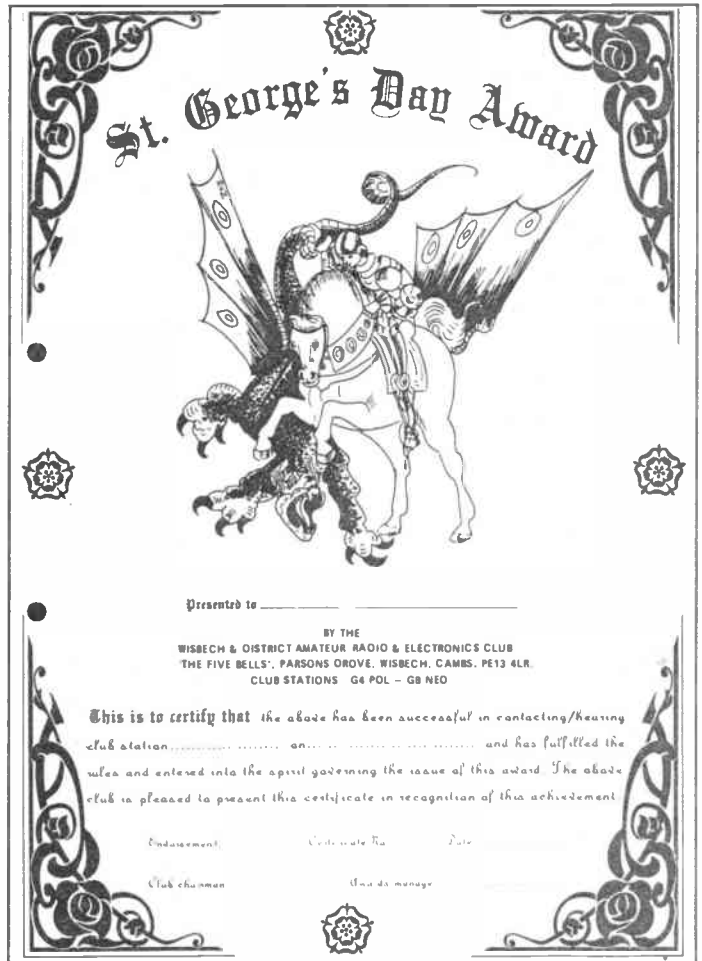 St. George's Day Award
Presented to
BY THE
WISBECH & DISTRICT AMATEUR RADIO & ELECTRONICS CLUB
'THE FIVE BELLS', PARSONS GROVE, WISBECH, CAMBS, PE13 4LR.
CLUB STATIONS G4 POL – G8 NEO
This is to certify that the above has been successful in contacting/hearing
club station.................... on............................ and has fulfilled the
rules and entered into the spirit governing the issue of this award. The above
club is pleased to present this certificate in recognition of this achievement
Endorsement, Certificate No Date
Club chairman Awards manage